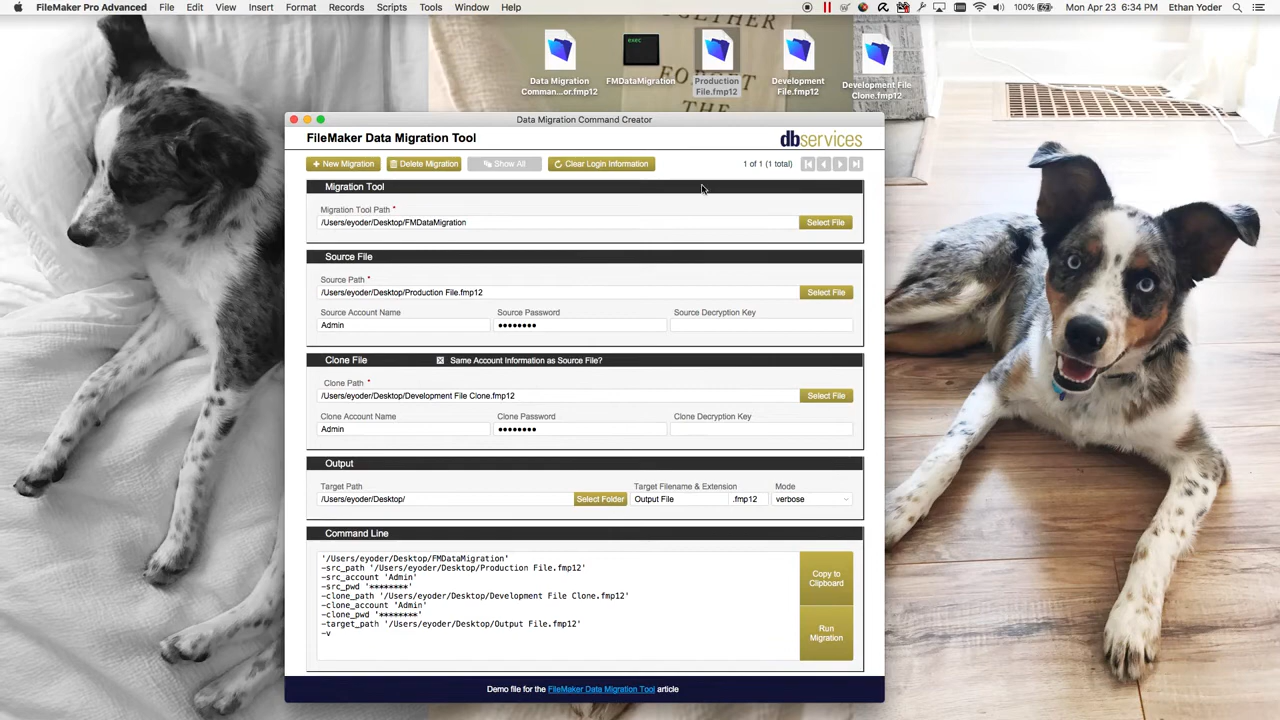 FileMaker Pro Advanced File Edit View Insert Format Records Scripts Tools Window Help
100% Mon Apr 23 6:34 PM Ethan Yoder
TOGETHER
FORGET
THE
exec
Data Migration
Comman...or.fmp12
FMDataMigration
Production
File.fmp12
Development
File.fmp12
Development File
Clone.fmp12
Data Migration Command Creator
FileMaker Data Migration Tool
dbservices
New Migration Delete Migration Show All Clear Login Information 1 of 1 (1 total)
Migration Tool
Migration Tool Path *
/Users/eyoder/Desktop/FMDataMigration Select File
Source File
Source Path *
/Users/eyoder/Desktop/Production File.fmp12 Select File
Source Account Name Source Password Source Decryption Key
Admin ••••••••
Clone File Same Account Information as Source File?
Clone Path *
/Users/eyoder/Desktop/Development File Clone.fmp12 Select File
Clone Account Name Clone Password Clone Decryption Key
Admin ••••••••
Output
Target Path Target Filename & Extension Mode
/Users/eyoder/Desktop/ Select Folder Output File .fmp12 verbose
Command Line
'/Users/eyoder/Desktop/FMDataMigration'
-src_path '/Users/eyoder/Desktop/Production File.fmp12'
-src_account 'Admin'
-src_pwd '********'
-clone_path '/Users/eyoder/Desktop/Development File Clone.fmp12'
-clone_account 'Admin'
-clone_pwd '********'
-target_path '/Users/eyoder/Desktop/Output File.fmp12'
-v
Copy to
Clipboard
Run
Migration
Demo file for the FileMaker Data Migration Tool article